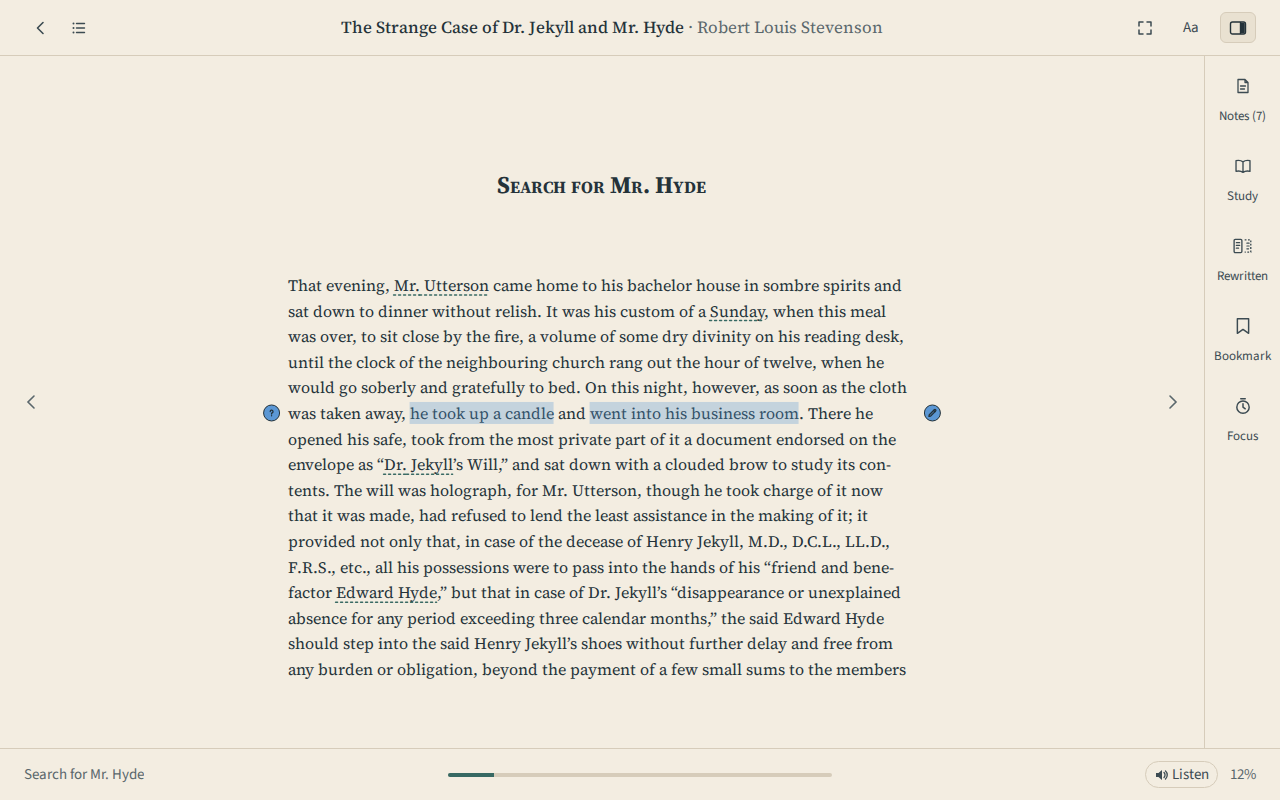 The Strange Case of Dr. Jekyll and Mr. Hyde · Robert Louis Stevenson
Aa
Notes (7)
Study
Rewritten
Bookmark
Focus
Search for Mr. Hyde
That evening, Mr. Utterson came home to his bachelor house in sombre spirits and
sat down to dinner without relish. It was his custom of a Sunday, when this meal
was over, to sit close by the fire, a volume of some dry divinity on his reading desk,
until the clock of the neighbouring church rang out the hour of twelve, when he
would go soberly and gratefully to bed. On this night, however, as soon as the cloth
? was taken away, he took up a candle and went into his business room. There he
opened his safe, took from the most private part of it a document endorsed on the
envelope as “Dr. Jekyll’s Will,” and sat down with a clouded brow to study its con-
tents. The will was holograph, for Mr. Utterson, though he took charge of it now
that it was made, had refused to lend the least assistance in the making of it; it
provided not only that, in case of the decease of Henry Jekyll, M.D., D.C.L., LL.D.,
F.R.S., etc., all his possessions were to pass into the hands of his “friend and bene-
factor Edward Hyde,” but that in case of Dr. Jekyll’s “disappearance or unexplained
absence for any period exceeding three calendar months,” the said Edward Hyde
should step into the said Henry Jekyll’s shoes without further delay and free from
any burden or obligation, beyond the payment of a few small sums to the members
Search for Mr. Hyde
Listen
12%